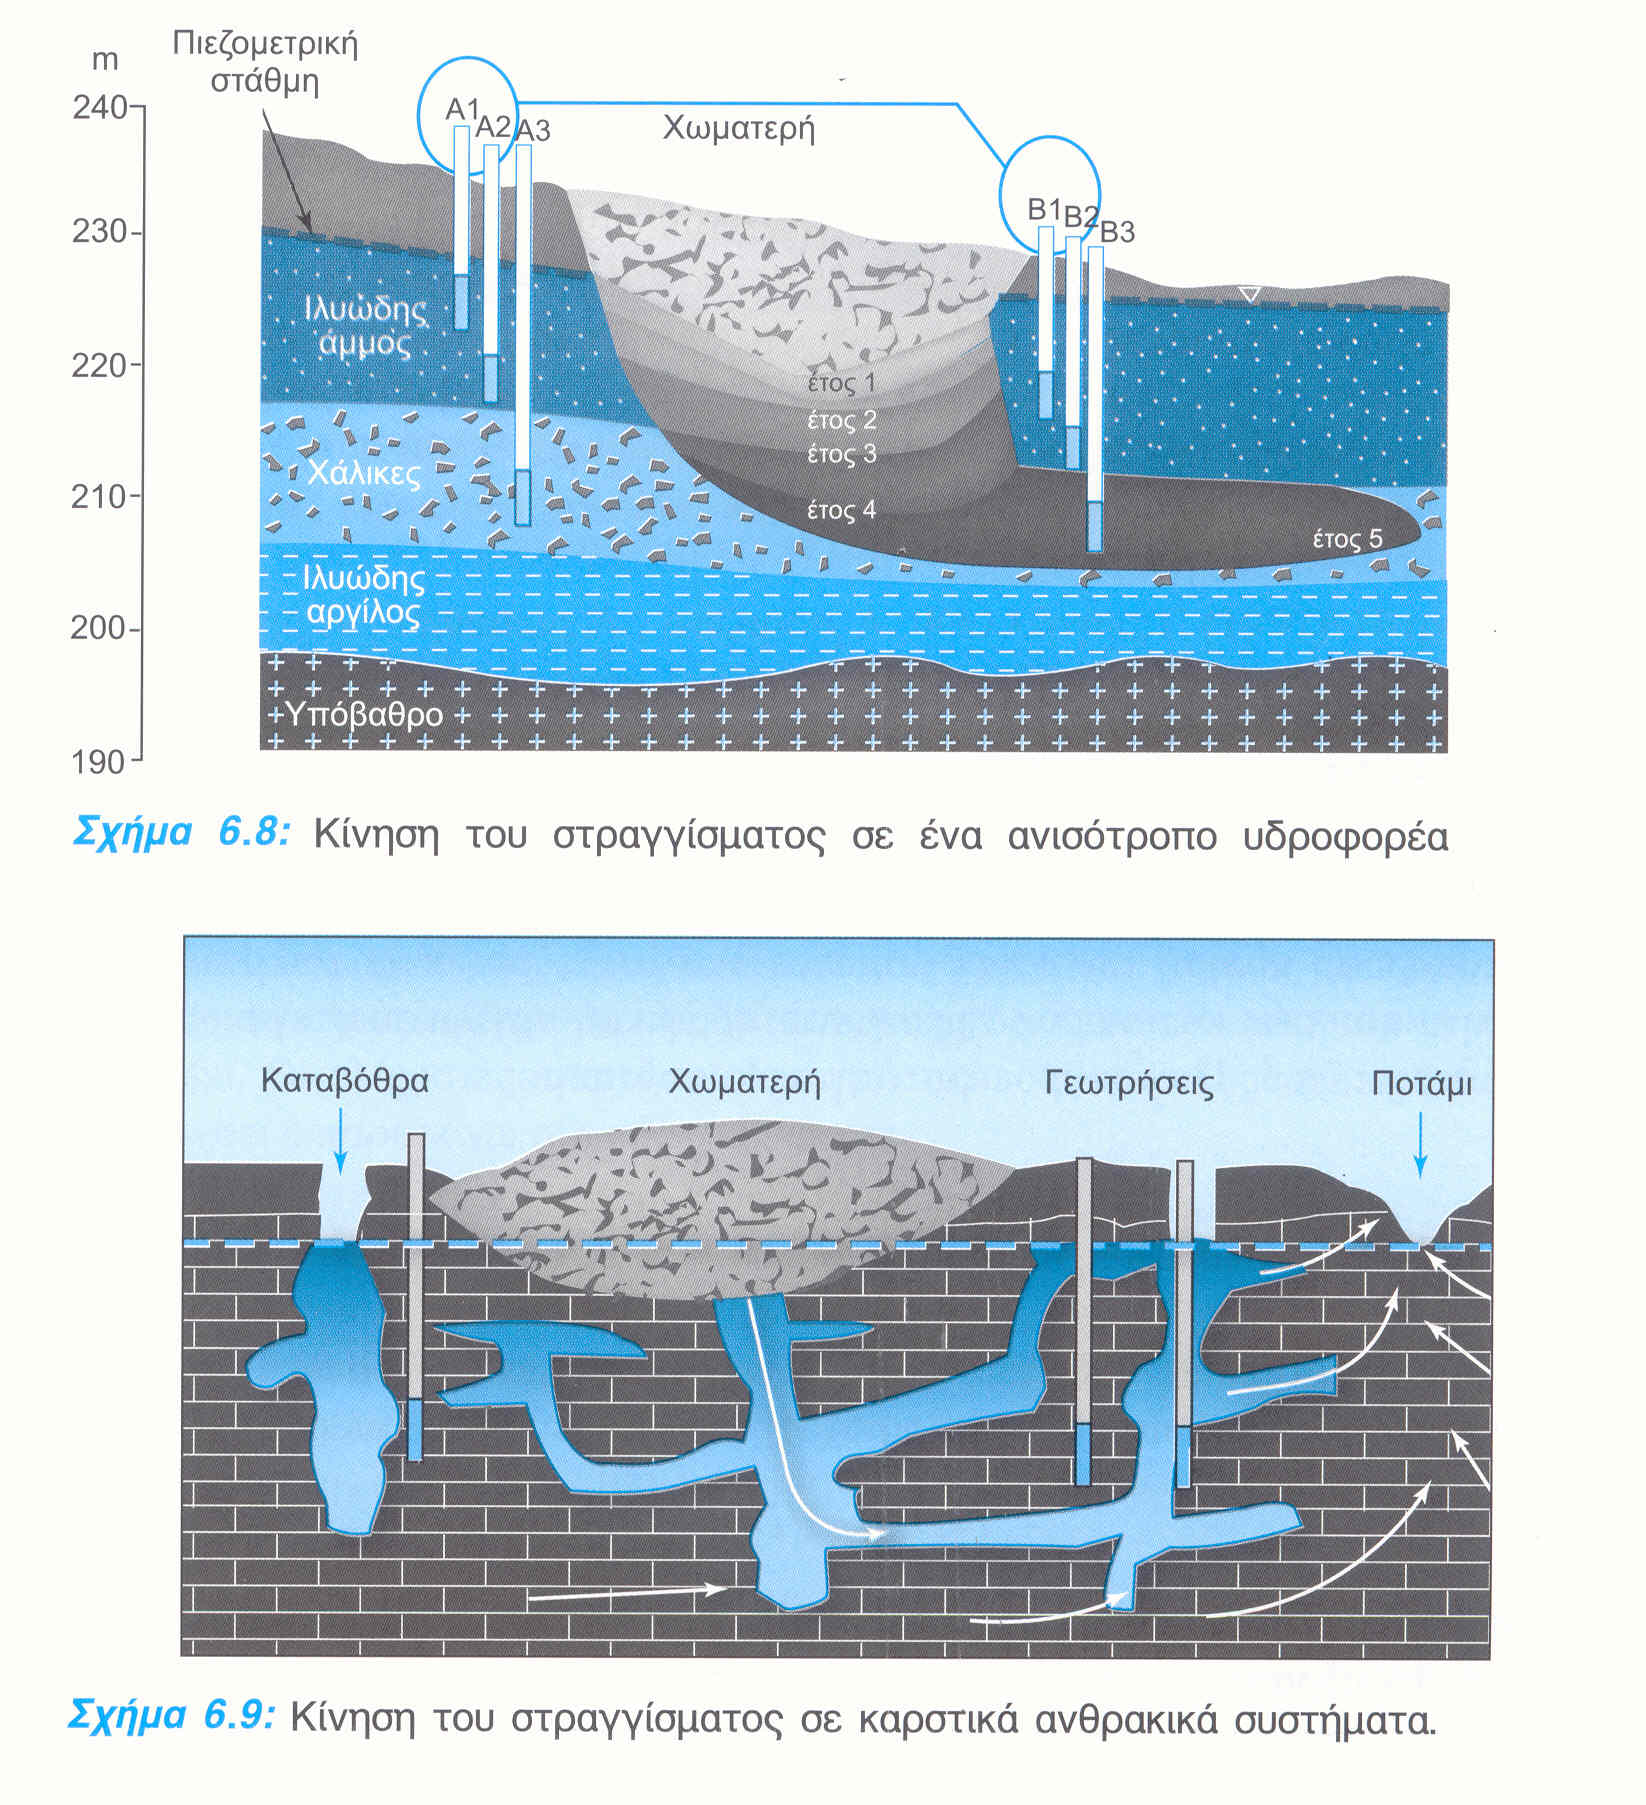 m
Πιεζομετρική
στάθμη
240
230
220
210
200
190
A1
A2
A3
Χωματερή
B1
B2
B3
Ιλυώδης
άμμος
έτος 1
έτος 2
έτος 3
έτος 4
έτος 5
Χάλικες
Ιλυώδης
αργίλος
Υπόβαθρο
Σχήμα 6.8: Κίνηση του στραγγίσματος σε ένα ανισότροπο υδροφορέα
Καταβόθρα
Χωματερή
Γεωτρήσεις
Ποτάμι
Σχήμα 6.9: Κίνηση του στραγγίσματος σε καρστικά ανθρακικά συστήματα.